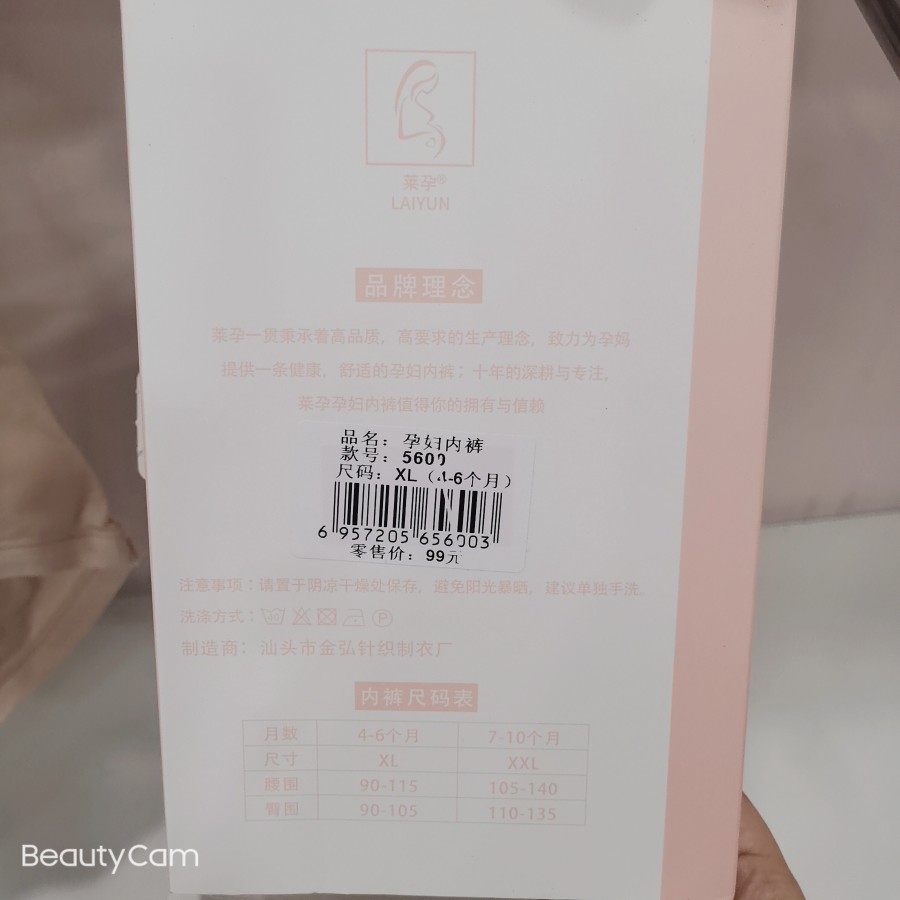 莱孕®
LAIYUN
品牌理念
莱孕一贯秉承着高品质，高要求的生产理念，致力为孕妈
提供一条健康，舒适的孕妇内裤；十年的深耕与专注，
莱孕孕妇内裤值得你的拥有与信赖
品名：孕妇内裤
款号：5600
尺码：XL（4-6个月）
6 957205 656003
零售价：99元
注意事项：请置于阴凉干燥处保存，避免阳光暴晒，建议单独手洗。
洗涤方式：40 P
制造商：汕头市金弘针织制衣厂
内裤尺码表
月数 4-6个月 7-10个月
尺寸 XL XXL
腰围 90-115 105-140
臀围 90-105 110-135
BeautyCam